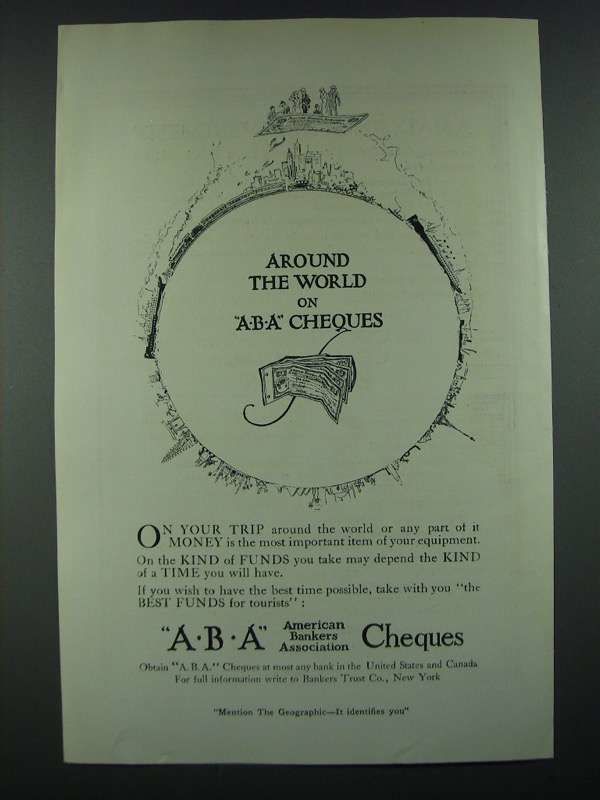 AROUND
THE WORLD
ON
"A·B·A" CHEQUES
ON YOUR TRIP around the world or any part of it
MONEY is the most important item of your equipment.
On the KIND of FUNDS you take may depend the KIND
of a TIME you will have.
If you wish to have the best time possible, take with you "the
BEST FUNDS for tourists" :
"A·B·A" American Bankers Association Cheques
Obtain "A.B.A." Cheques at most any bank in the United States and Canada
For full information write to Bankers Trust Co., New York
"Mention The Geographic—It identifies you"